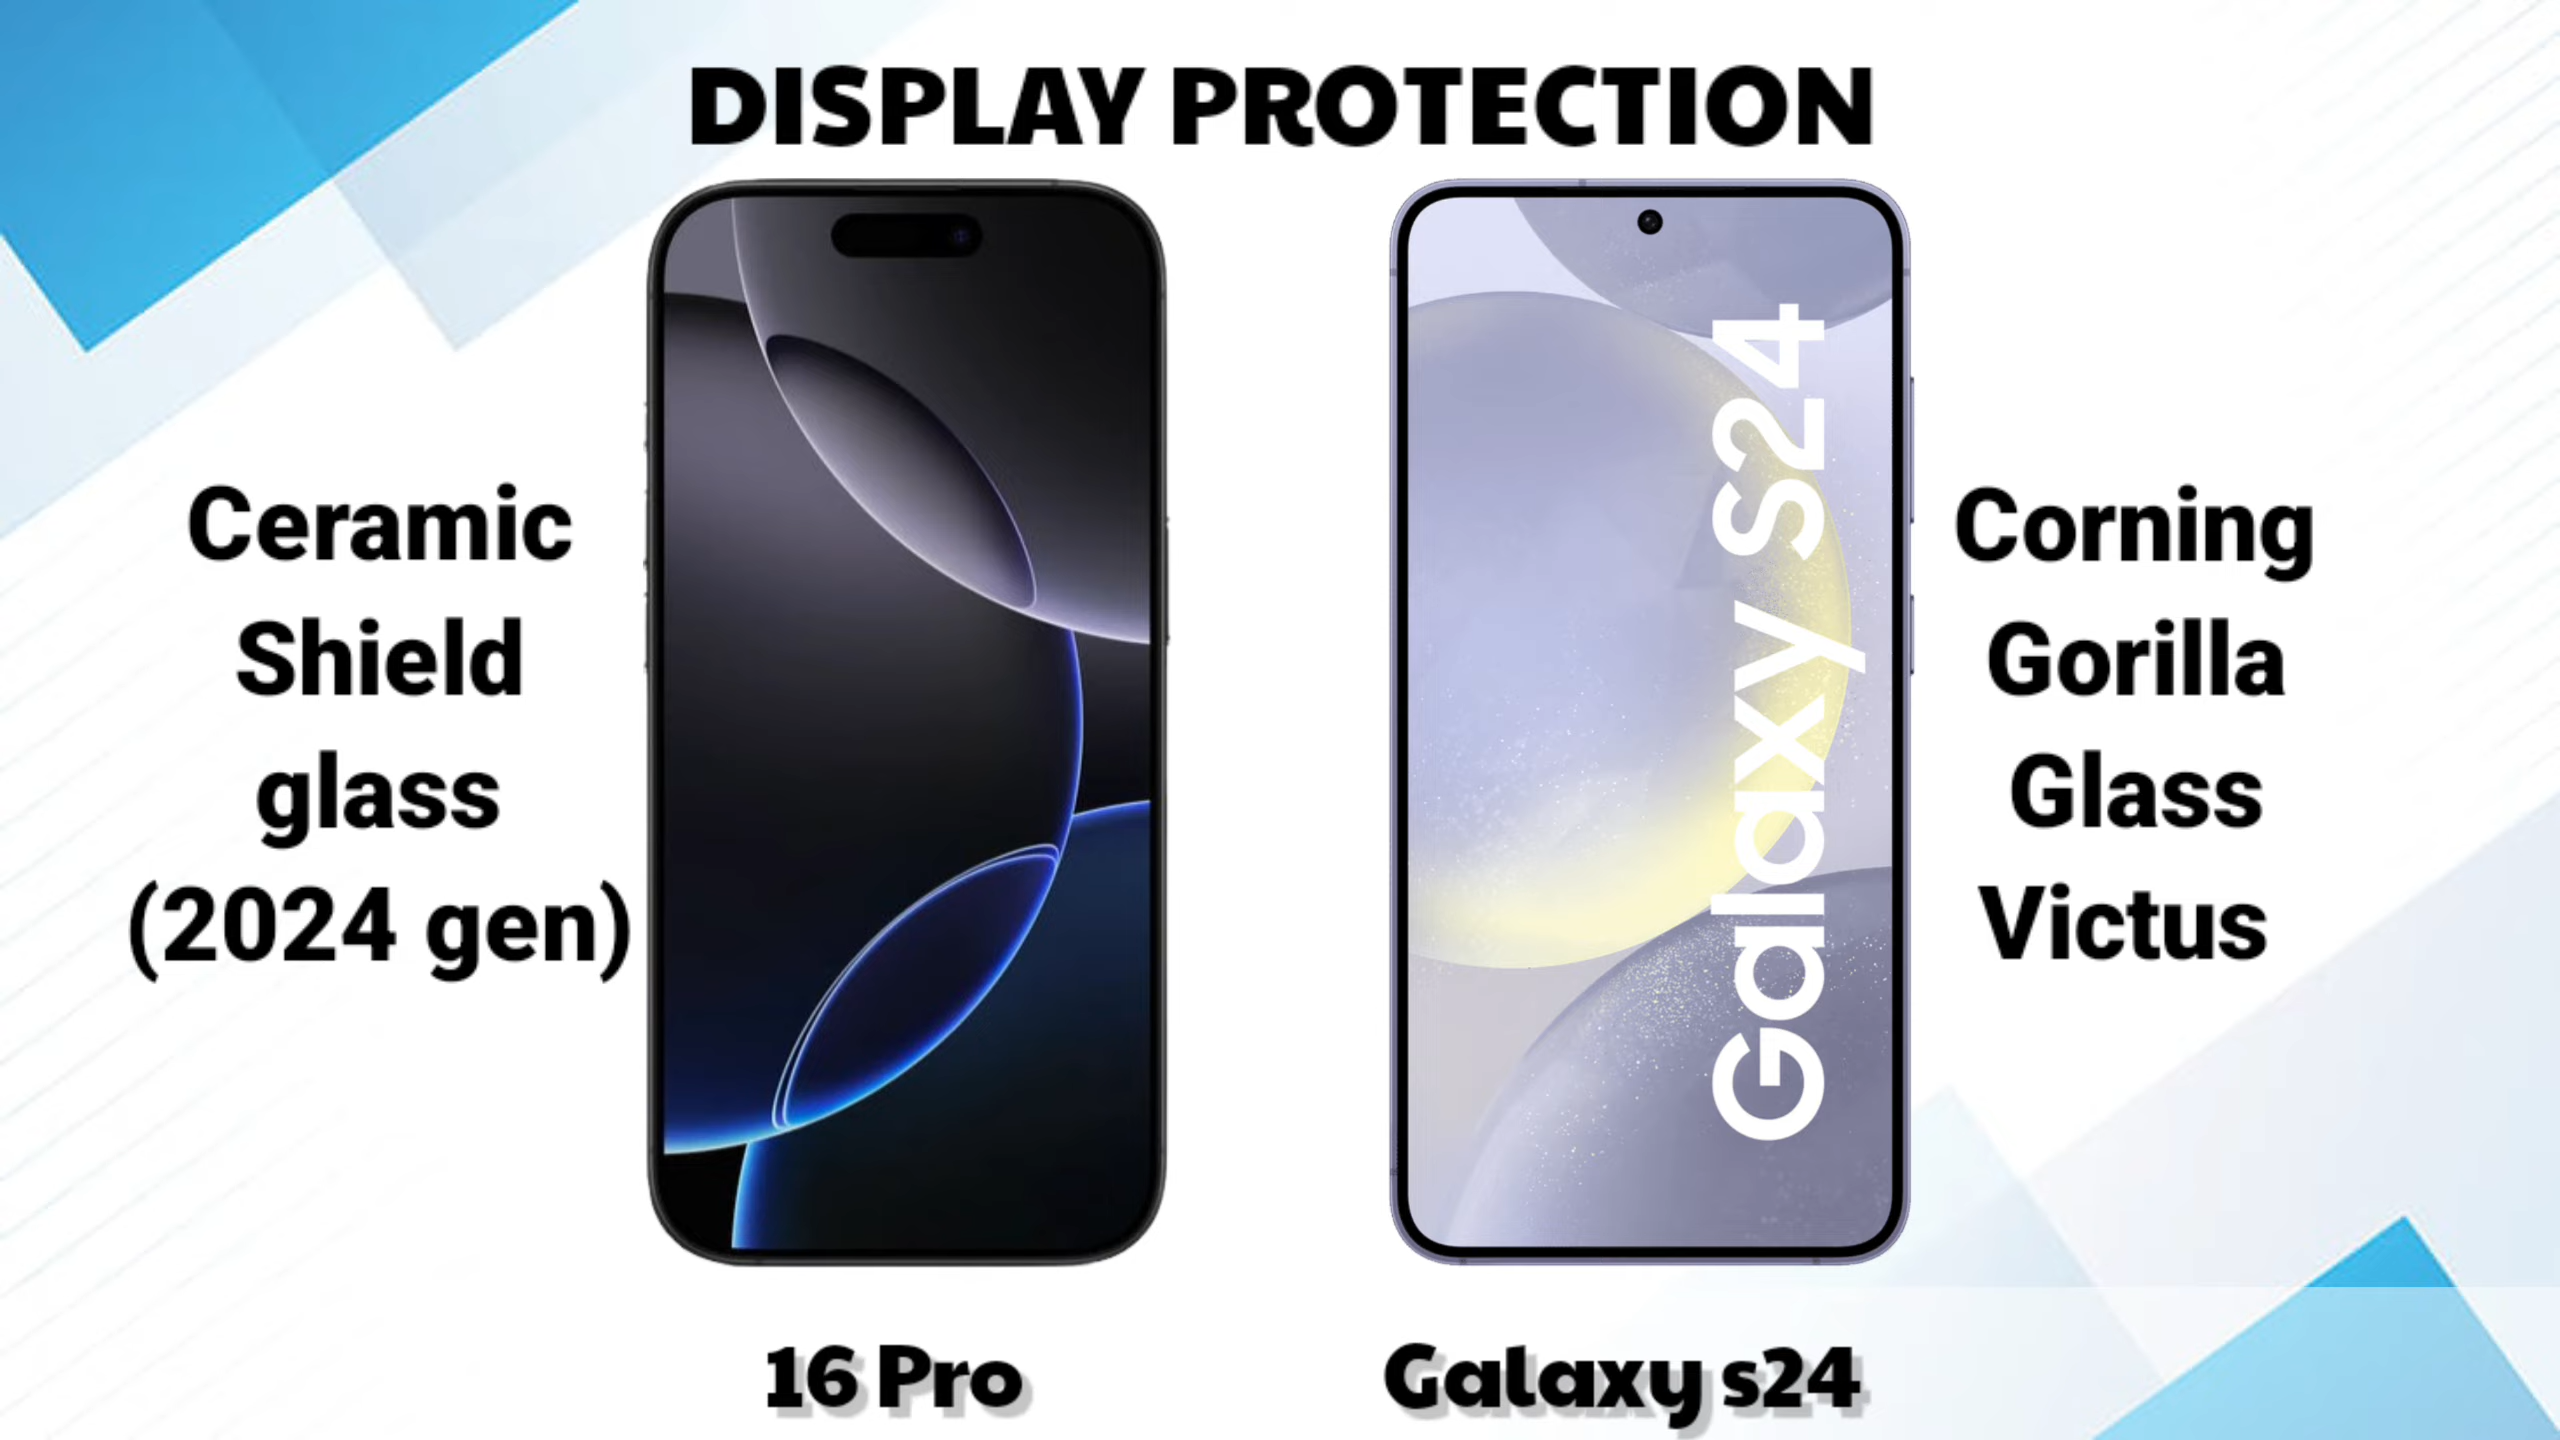 DISPLAY PROTECTION
Ceramic
Shield
glass
(2024 gen)
Galaxy S24
Corning
Gorilla
Glass
Victus
16 Pro
Galaxy s24